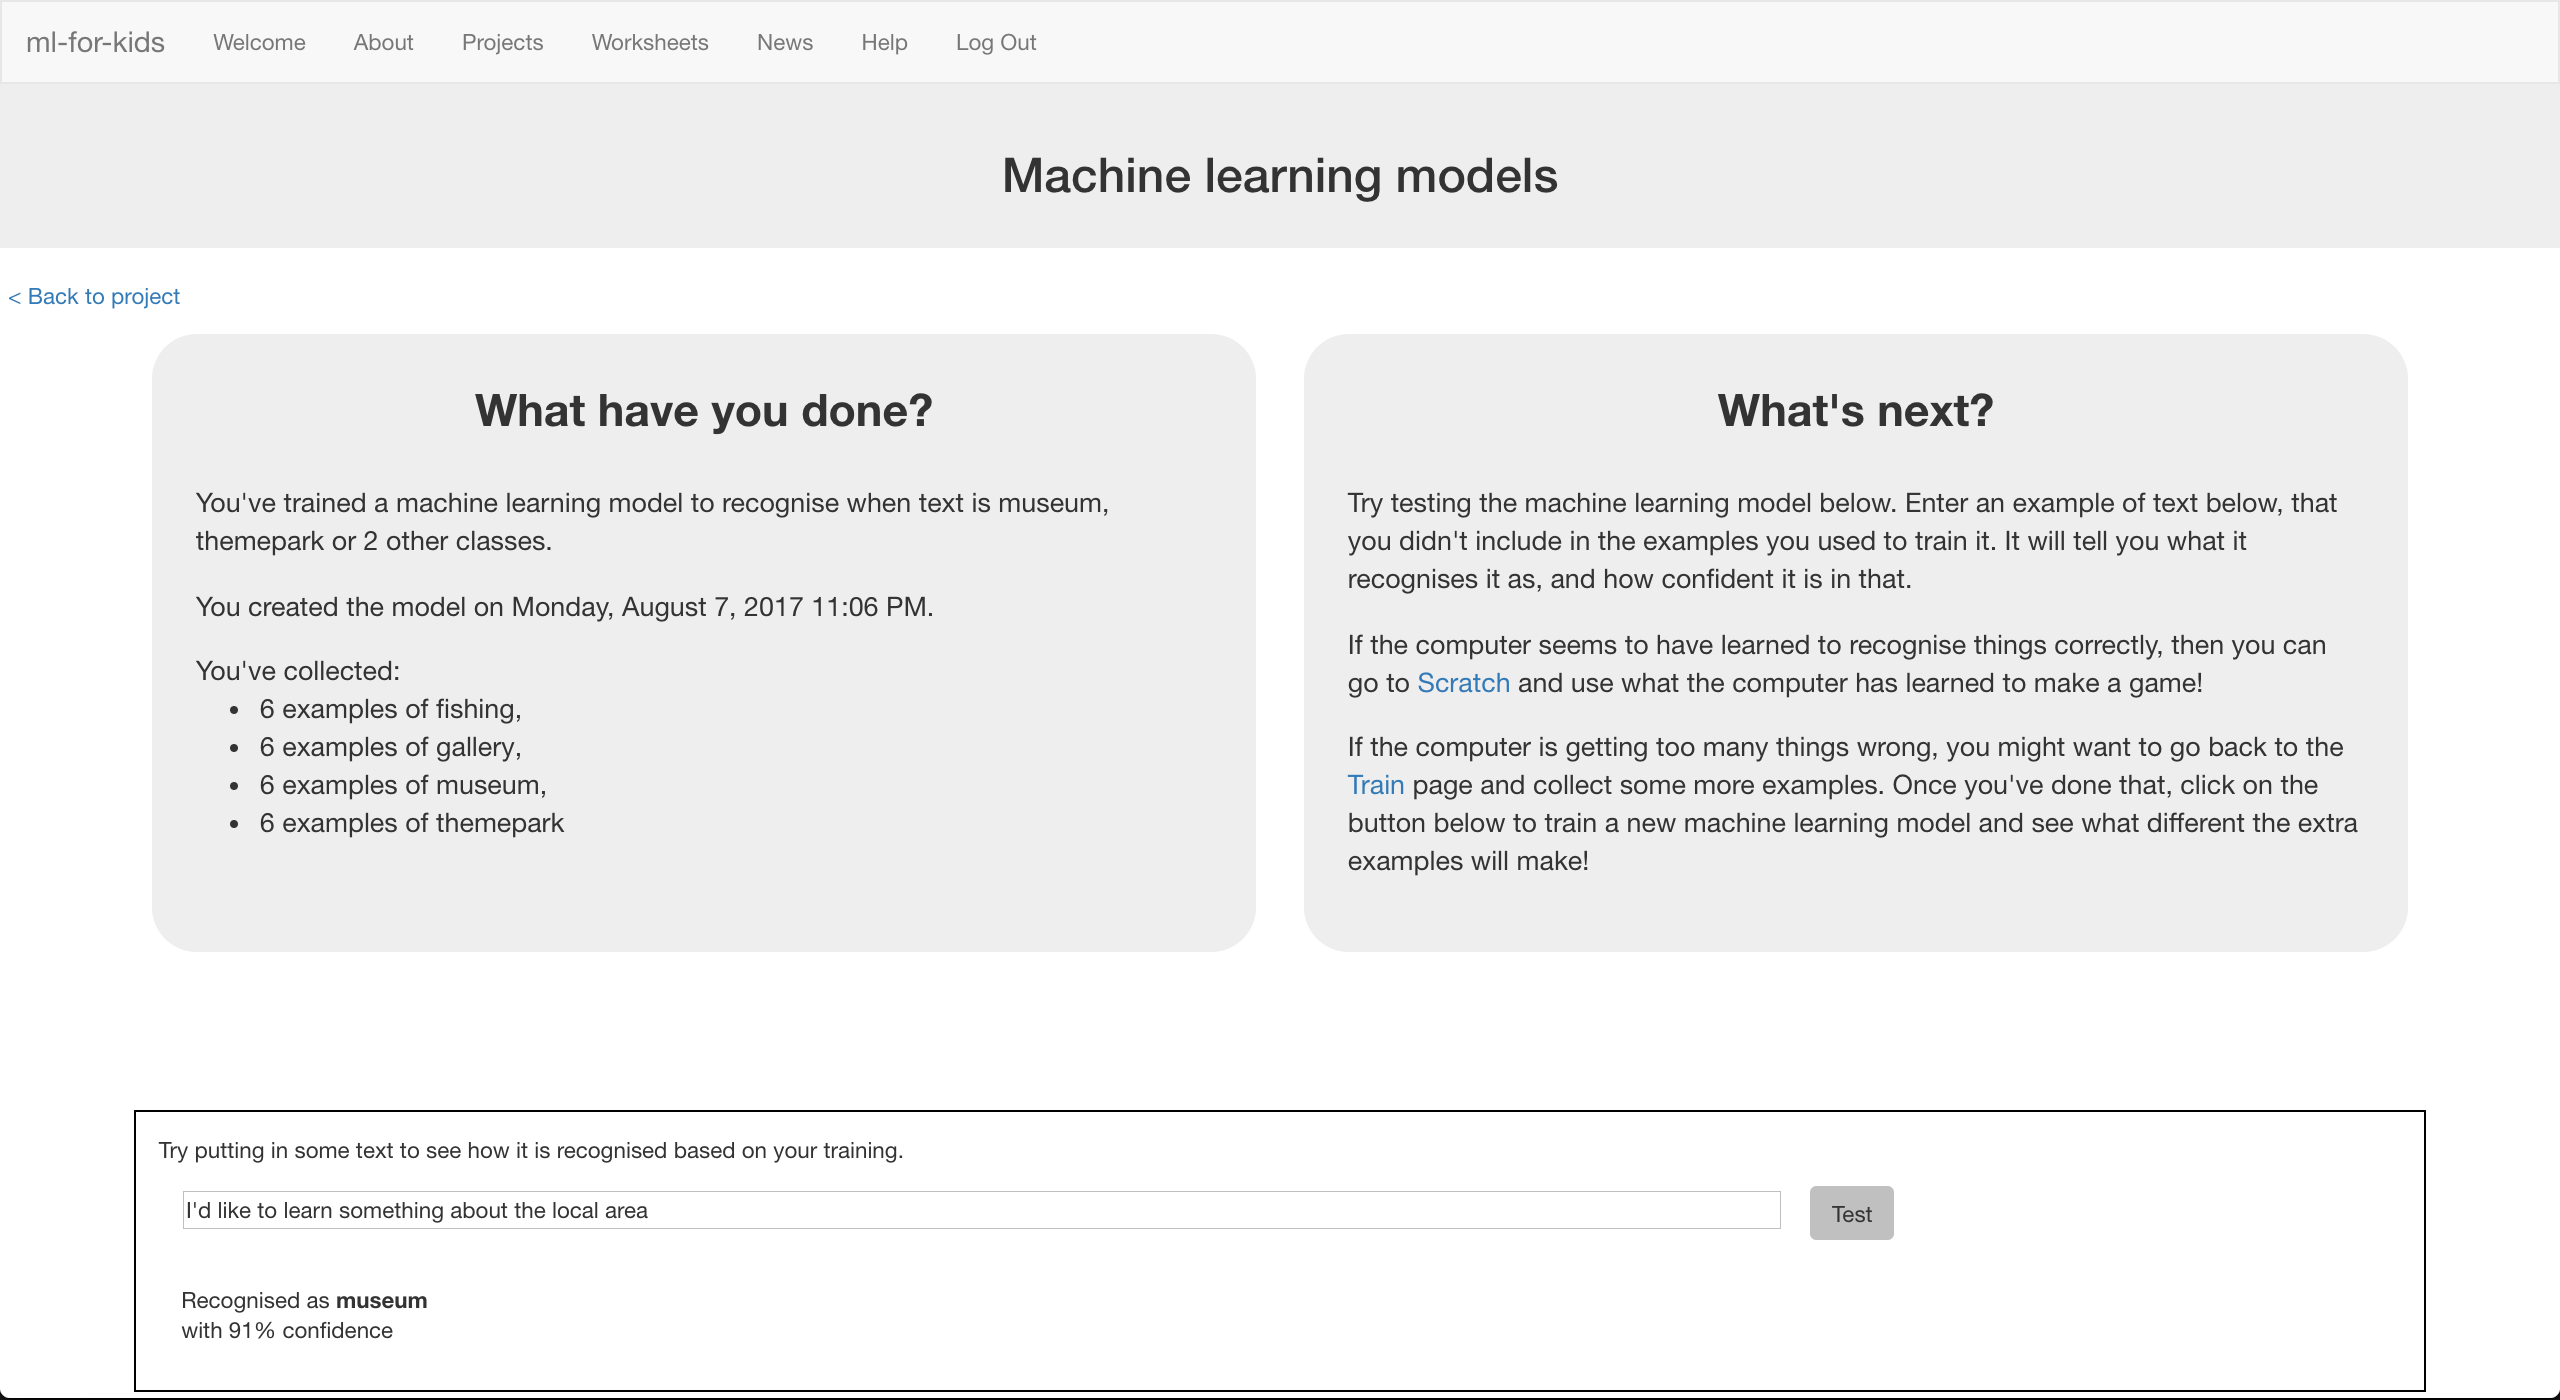 ml-for-kids Welcome About Projects Worksheets News Help Log Out
Machine learning models
< Back to project
What have you done?
You've trained a machine learning model to recognise when text is museum,
themepark or 2 other classes.
You created the model on Monday, August 7, 2017 11:06 PM.
You've collected:
• 6 examples of fishing,
• 6 examples of gallery,
• 6 examples of museum,
• 6 examples of themepark
What's next?
Try testing the machine learning model below. Enter an example of text below, that
you didn't include in the examples you used to train it. It will tell you what it
recognises it as, and how confident it is in that.
If the computer seems to have learned to recognise things correctly, then you can
go to Scratch and use what the computer has learned to make a game!
If the computer is getting too many things wrong, you might want to go back to the
Train page and collect some more examples. Once you've done that, click on the
button below to train a new machine learning model and see what different the extra
examples will make!
Try putting in some text to see how it is recognised based on your training.
I'd like to learn something about the local area
Test
Recognised as museum
with 91% confidence